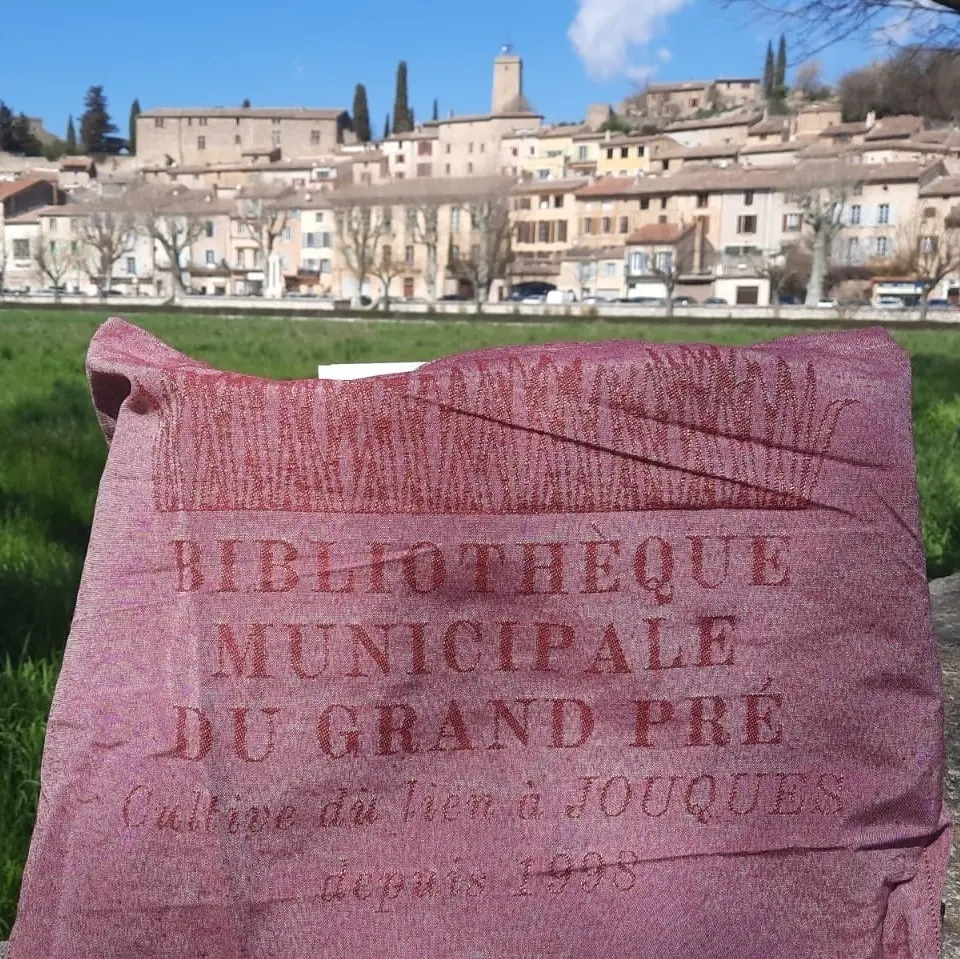 BIBLIOTHÈQUE
MUNICIPALE
DU GRAND PRÉ
Cultive du lien à JOUQUES
depuis 1998